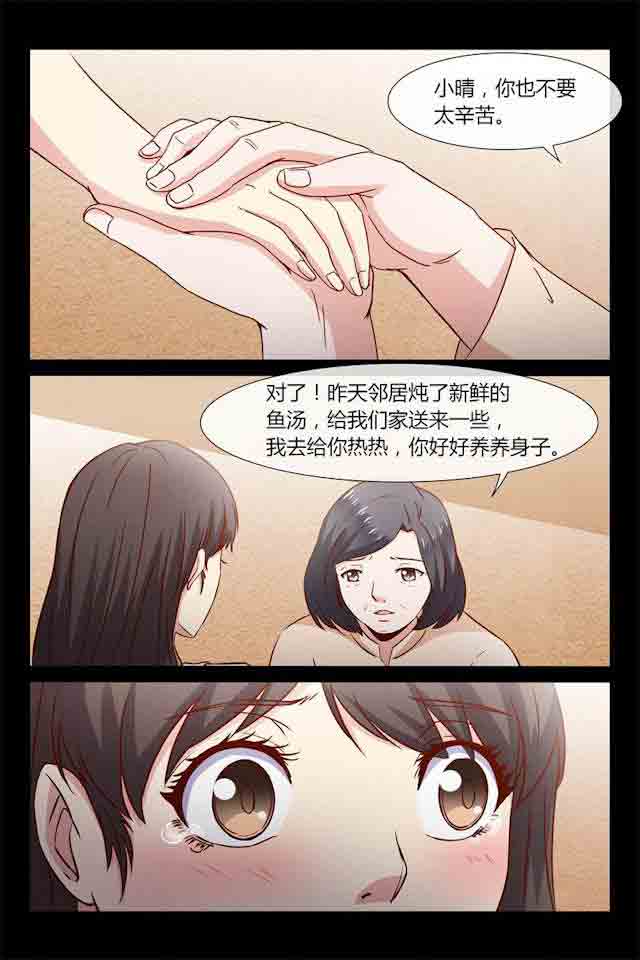 小晴，你也不要
太辛苦。
对了！昨天邻居炖了新鲜的
鱼汤，给我们家送来一些，
我去给你热热，你好好养养身子。